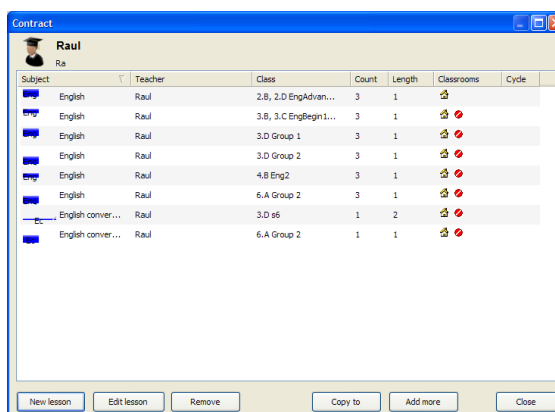 Contract
Raul
Ra
Subject Teacher Class Count Length Classrooms Cycle
Eng English Raul 2.B, 2.D EngAdvan... 3 1
Eng English Raul 3.B, 3.C EngBegin1... 3 1
Eng English Raul 3.D Group 1 3 1
Eng English Raul 3.D Group 2 3 1
Eng English Raul 4.B Eng2 3 1
English Raul 6.A Group 2 3 1
Ec English conver... Raul 3.D s6 1 2
English conver... Raul 6.A Group 2 1 1
New lesson Edit lesson Remove Copy to Add more Close